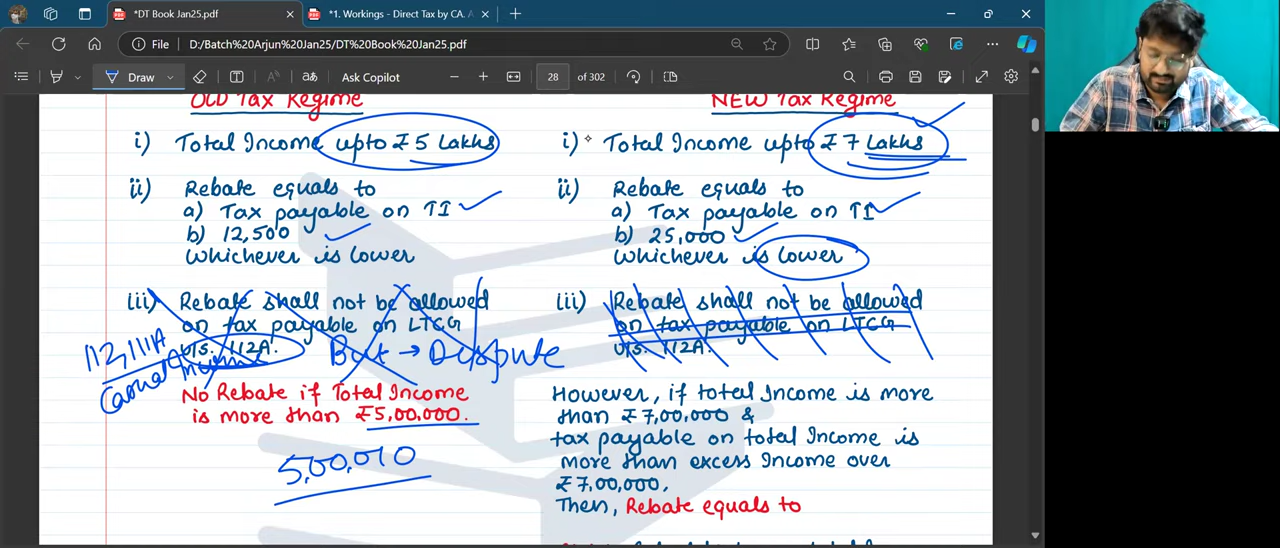 *DT Book Jan25.pdf
*1. Workings - Direct Tax by CA. A
File
D:/Batch%20Arjun%20Jan25/DT%20Book%20Jan25.pdf
Draw
aあ
Ask Copilot
28 of 302
OLD Tax Regime
i) Total Income upto ₹ 5 Lakhs
ii) Rebate equals to
a) Tax payable on TI
b) 12,500
Whichever is lower
iii) Rebate shall not be allowed
on tax payable on LTCG
u/s. 112A.
112, 111A
Casual
But → Dispute
No Rebate if Total Income
is more than ₹5,00,000.
5,00,010
NEW Tax Regime
i) Total Income upto ₹ 7 Lakhs
ii) Rebate equals to
a) Tax payable on TI
b) 25,000
Whichever is lower
iii) Rebate shall not be allowed
on tax payable on LTCG
u/s. 112A.
However, if total Income is more
than ₹7,00,000 &
tax payable on total Income is
more than excess Income over
₹7,00,000,
Then, Rebate equals to